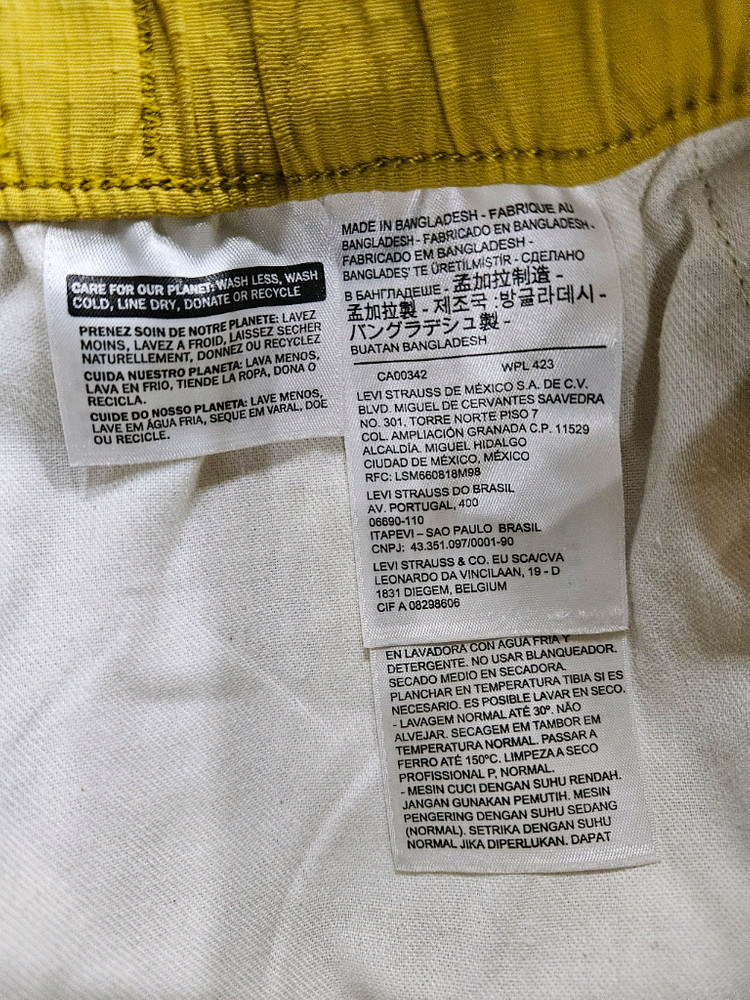 CARE FOR OUR PLANET: WASH LESS, WASH
COLD, LINE DRY, DONATE OR RECYCLE
PRENEZ SOIN DE NOTRE PLANETE: LAVEZ
MOINS, LAVEZ A FROID, LAISSEZ SECHER
NATURELLEMENT, DONNEZ OU RECYCLEZ
CUIDA NUESTRO PLANETA: LAVA MENOS,
LAVA EN FRIO, TIENDE LA ROPA, DONA O
RECICLA.
CUIDE DO NOSSO PLANETA: LAVE MENOS,
LAVE EM ÁGUA FRIA, SEQUE EM VARAL, DOE
OU RECICLE.
MADE IN BANGLADESH - FABRIQUE AU
BANGLADESH - FABRICADO EN BANGLADESH -
FABRICADO EM BANGLADESH -
BANGLADEŞ' TE ÜRETİLMİŞTİR - СДЕЛАНО
В БАНГЛАДЕШЕ - 孟加拉制造 -
孟加拉製 - 제조국 :방글라데시 -
バングラデシュ製 -
BUATAN BANGLADESH
CA00342 WPL 423
LEVI STRAUSS DE MÉXICO S.A. DE C.V.
BLVD. MIGUEL DE CERVANTES SAAVEDRA
NO. 301, TORRE NORTE PISO 7
COL. AMPLIACIÓN GRANADA C.P. 11529
ALCALDÍA. MIGUEL HIDALGO
CIUDAD DE MÉXICO, MÉXICO
RFC: LSM660818M98
LEVI STRAUSS DO BRASIL
AV. PORTUGAL, 400
06690-110
ITAPEVI – SAO PAULO BRASIL
CNPJ: 43.351.097/0001-90
LEVI STRAUSS & CO. EU SCA/CVA
LEONARDO DA VINCILAAN, 19 - D
1831 DIEGEM, BELGIUM
CIF A 08298606
EN LAVADORA CON AGUA FRIA Y
DETERGENTE. NO USAR BLANQUEADOR.
SECADO MEDIO EN SECADORA.
PLANCHAR EN TEMPERATURA TIBIA SI ES
NECESARIO. ES POSIBLE LAVAR EN SECO.
- LAVAGEM NORMAL ATÉ 30º. NÃO
ALVEJAR. SECAGEM EM TAMBOR EM
TEMPERATURA NORMAL. PASSAR A
FERRO ATÉ 150ºC. LIMPEZA A SECO
PROFISSIONAL P, NORMAL.
- MESIN CUCI DENGAN SUHU RENDAH.
JANGAN GUNAKAN PEMUTIH. MESIN
PENGERING DENGAN SUHU SEDANG
(NORMAL). SETRIKA DENGAN SUHU
NORMAL JIKA DIPERLUKAN. DAPAT